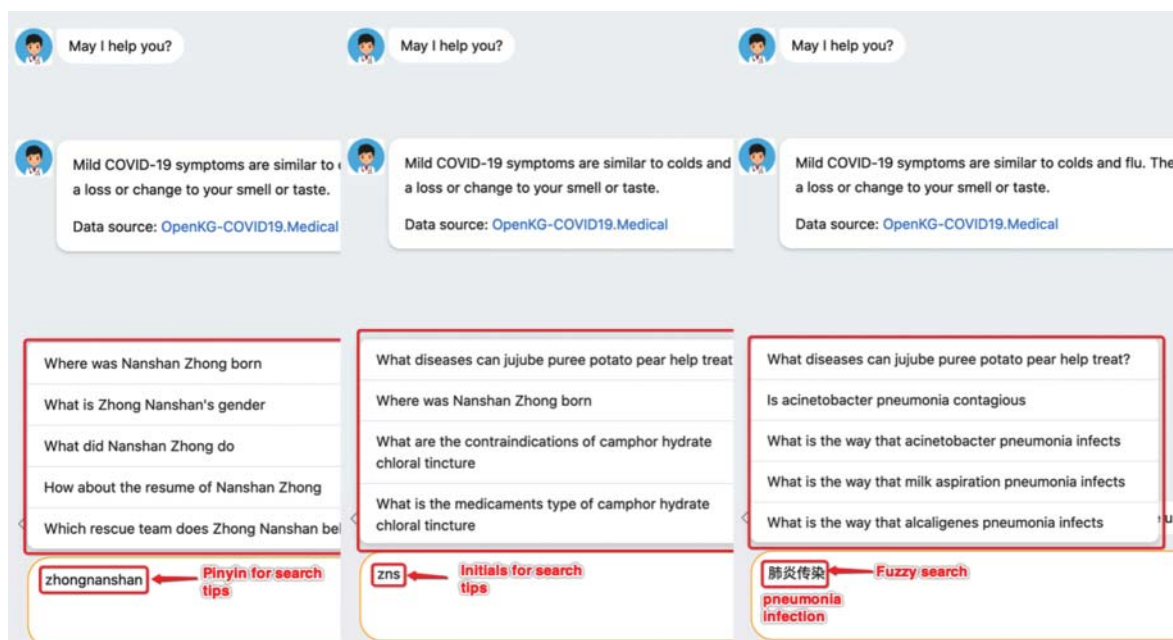 May I help you?
Mild COVID-19 symptoms are similar to
a loss or change to your smell or taste.
Data source: OpenKG-COVID19.Medical
Where was Nanshan Zhong born
What is Zhong Nanshan's gender
What did Nanshan Zhong do
How about the resume of Nanshan Zhong
Which rescue team does Zhong Nanshan
zhongnanshan
Pinyin for search
tips
May I help you?
Mild COVID-19 symptoms are similar to colds and
a loss or change to your smell or taste.
Data source: OpenKG-COVID19.Medical
What diseases can jujube puree potato pear help treat
Where was Nanshan Zhong born
What are the contraindications of camphor hydrate
chloral tincture
What is the medicaments type of camphor hydrate
chloral tincture
zns
Initials for search
tips
May I help you?
Mild COVID-19 symptoms are similar to colds and flu. The
a loss or change to your smell or taste.
Data source: OpenKG-COVID19.Medical
What diseases can jujube puree potato pear help treat?
Is acinetobacter pneumonia contagious
What is the way that acinetobacter pneumonia infects
What is the way that milk aspiration pneumonia infects
What is the way that alcaligenes pneumonia infects
肺炎传染
Fuzzy search
pneumonia
infection